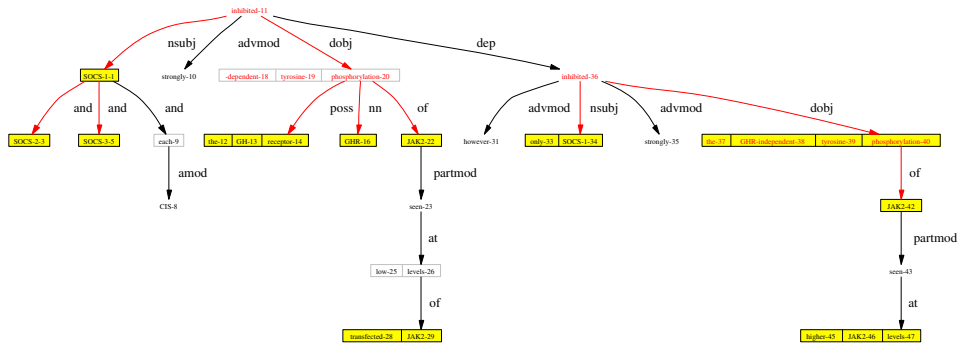 inhibited-11
nsubj advmod dobj dep
SOCS-1-1 strongly-10 -dependent-18 tyrosine-19 phosphorylation-20 inhibited-36
and and and poss nn of advmod nsubj advmod dobj
SOCS-2-3 SOCS-3-5 each-9 the-12 GH-13 receptor-14 GHR-16 JAK2-22 however-31 only-33 SOCS-1-34 strongly-35 the-37 GHR-independent-38 tyrosine-39 phosphorylation-40
amod partmod of
CIS-8 seen-23 JAK2-42
at partmod
low-25 levels-26 seen-43
of at
transfected-28 JAK2-29 higher-45 JAK2-46 levels-47